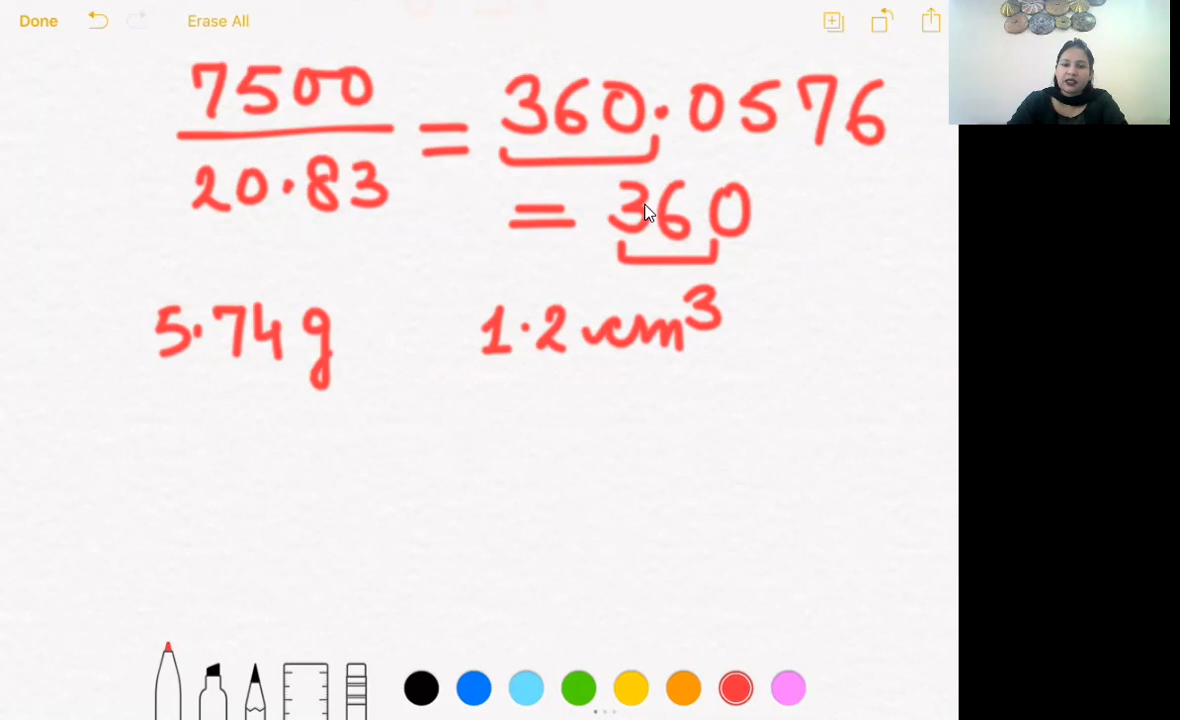 Done Erase All
7500/20.83 = 360.0576
= 360
5.74 g 1.2 cm³